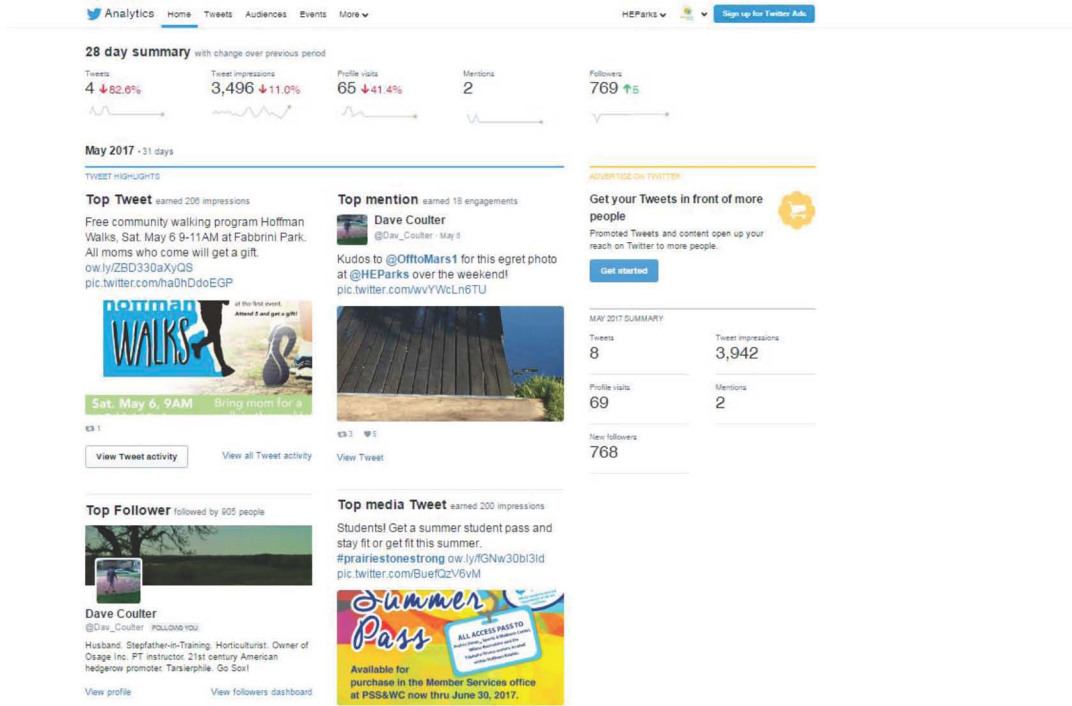 Analytics Home Tweets Audiences Events More HEParks Sign up for Twitter Ads
28 day summary with change over previous period
Tweets Tweet impressions Profile visits Mentions Followers
4 ↓82.6% 3,496 ↓11.0% 65 ↓41.4% 2 769 ↑5
May 2017 • 31 days
TWEET HIGHLIGHTS
Top Tweet earned 206 impressions
Free community walking program Hoffman
Walks, Sat. May 6 9-11AM at Fabbrini Park.
All moms who come will get a gift.
ow.ly/ZBD330aXyQS
pic.twitter.com/ha0hDdoEGP
hoffman
WALKS
at the first event.
Attend 5 and get a gift!
Sat. May 6, 9AM Bring mom for a
1
View Tweet activity View all Tweet activity
Top mention earned 18 engagements
Dave Coulter
@Dav_Coulter · May 8
Kudos to @OfftoMars1 for this egret photo
at @HEParks over the weekend!
pic.twitter.com/wvYWcLn6TU
3 5
View Tweet
ADVERTISE ON TWITTER
Get your Tweets in front of more
people
Promoted Tweets and content open up your
reach on Twitter to more people.
Get started
MAY 2017 SUMMARY
Tweets Tweet impressions
8 3,942
Profile visits Mentions
69 2
New followers
768
Top Follower followed by 905 people
Dave Coulter
@Dav_Coulter FOLLOWS YOU
Husband. Stepfather-in-Training. Horticulturist. Owner of
Osage Inc. PT instructor. 21st century American
hedgerow promoter. Tarsierphile. Go Sox!
View profile View followers dashboard
Top media Tweet earned 200 impressions
Students! Get a summer student pass and
stay fit or get fit this summer.
#prairiestonestrong ow.ly/fGNw30bI3Id
pic.twitter.com/BuefQzV6vM
Summer
Pass
ALL ACCESS PASS TO
Available for
purchase in the Member Services office
at PSS&WC now thru June 30, 2017.